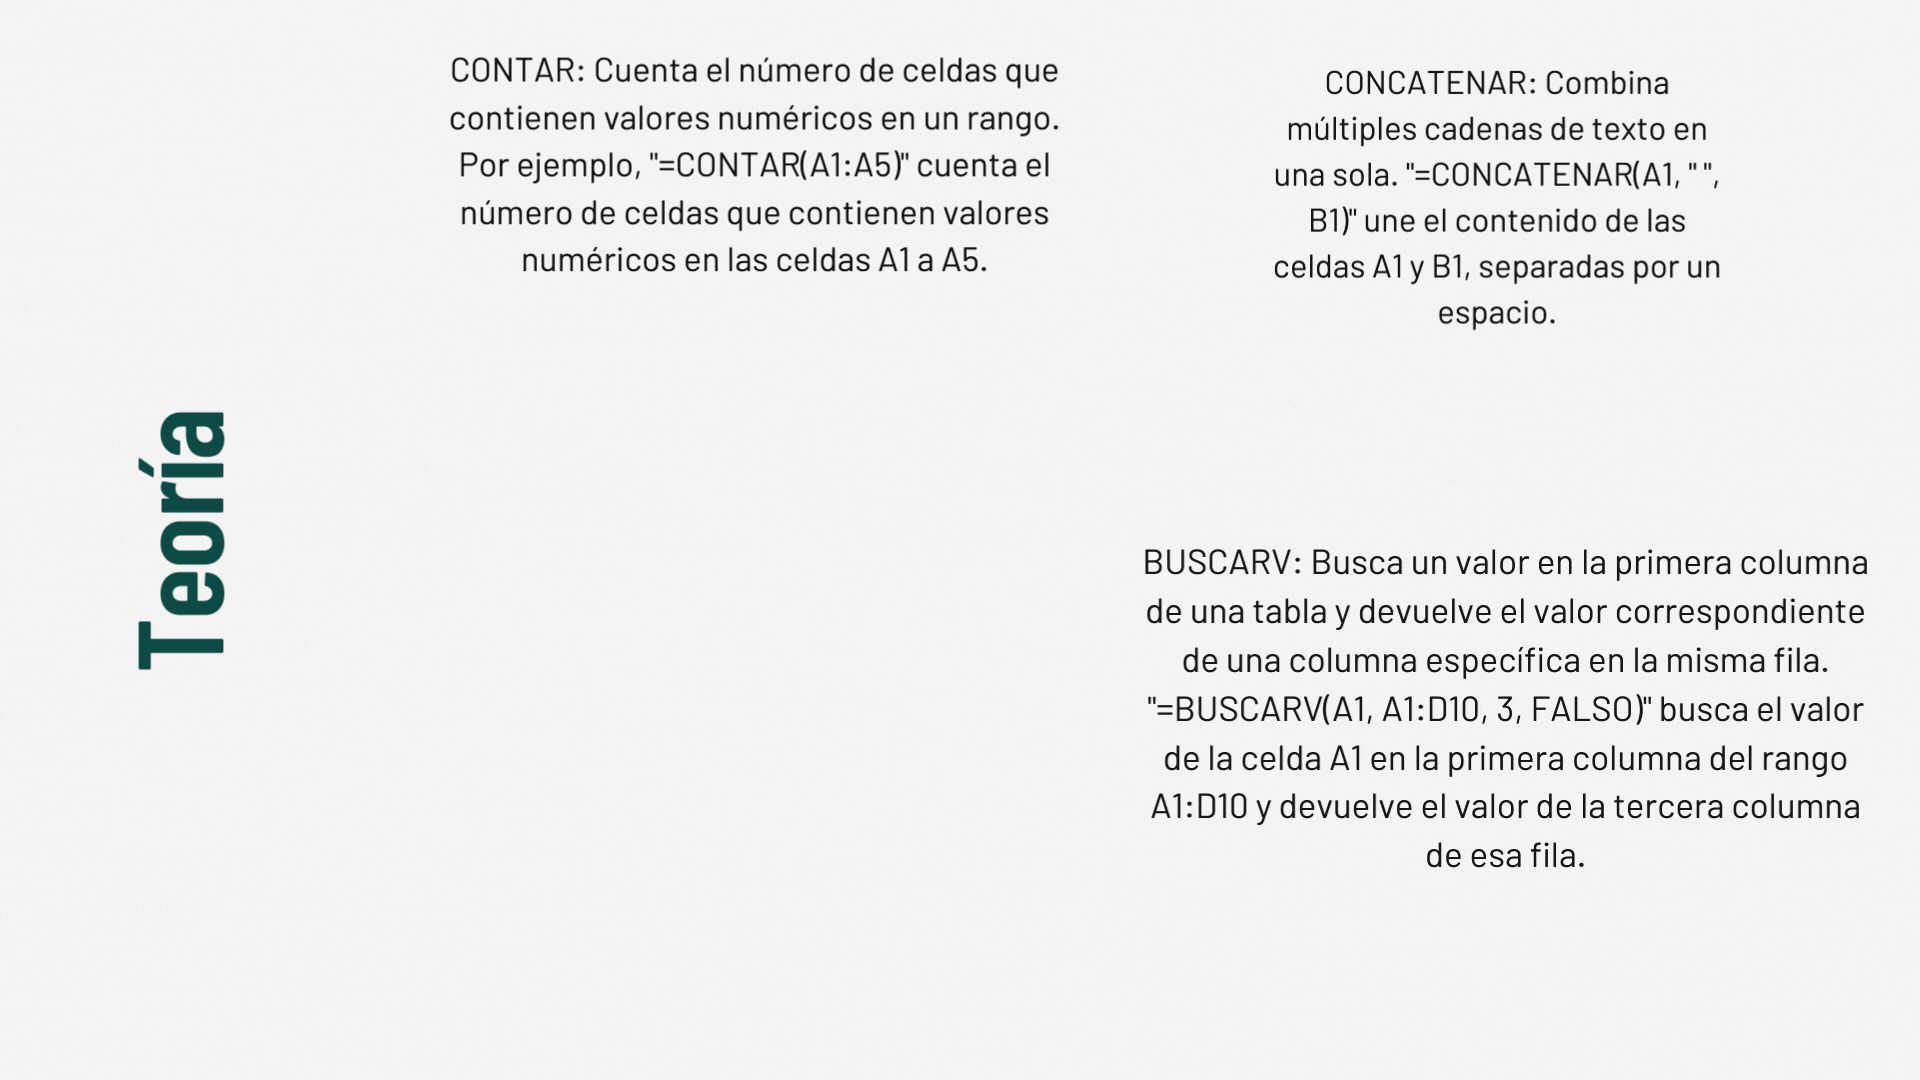 Teoría
CONTAR: Cuenta el número de celdas que
contienen valores numéricos en un rango.
Por ejemplo, "=CONTAR(A1:A5)" cuenta el
número de celdas que contienen valores
numéricos en las celdas A1 a A5.
CONCATENAR: Combina
múltiples cadenas de texto en
una sola. "=CONCATENAR(A1, " ",
B1)" une el contenido de las
celdas A1 y B1, separadas por un
espacio.
BUSCARV: Busca un valor en la primera columna
de una tabla y devuelve el valor correspondiente
de una columna específica en la misma fila.
"=BUSCARV(A1, A1:D10, 3, FALSO)" busca el valor
de la celda A1 en la primera columna del rango
A1:D10 y devuelve el valor de la tercera columna
de esa fila.